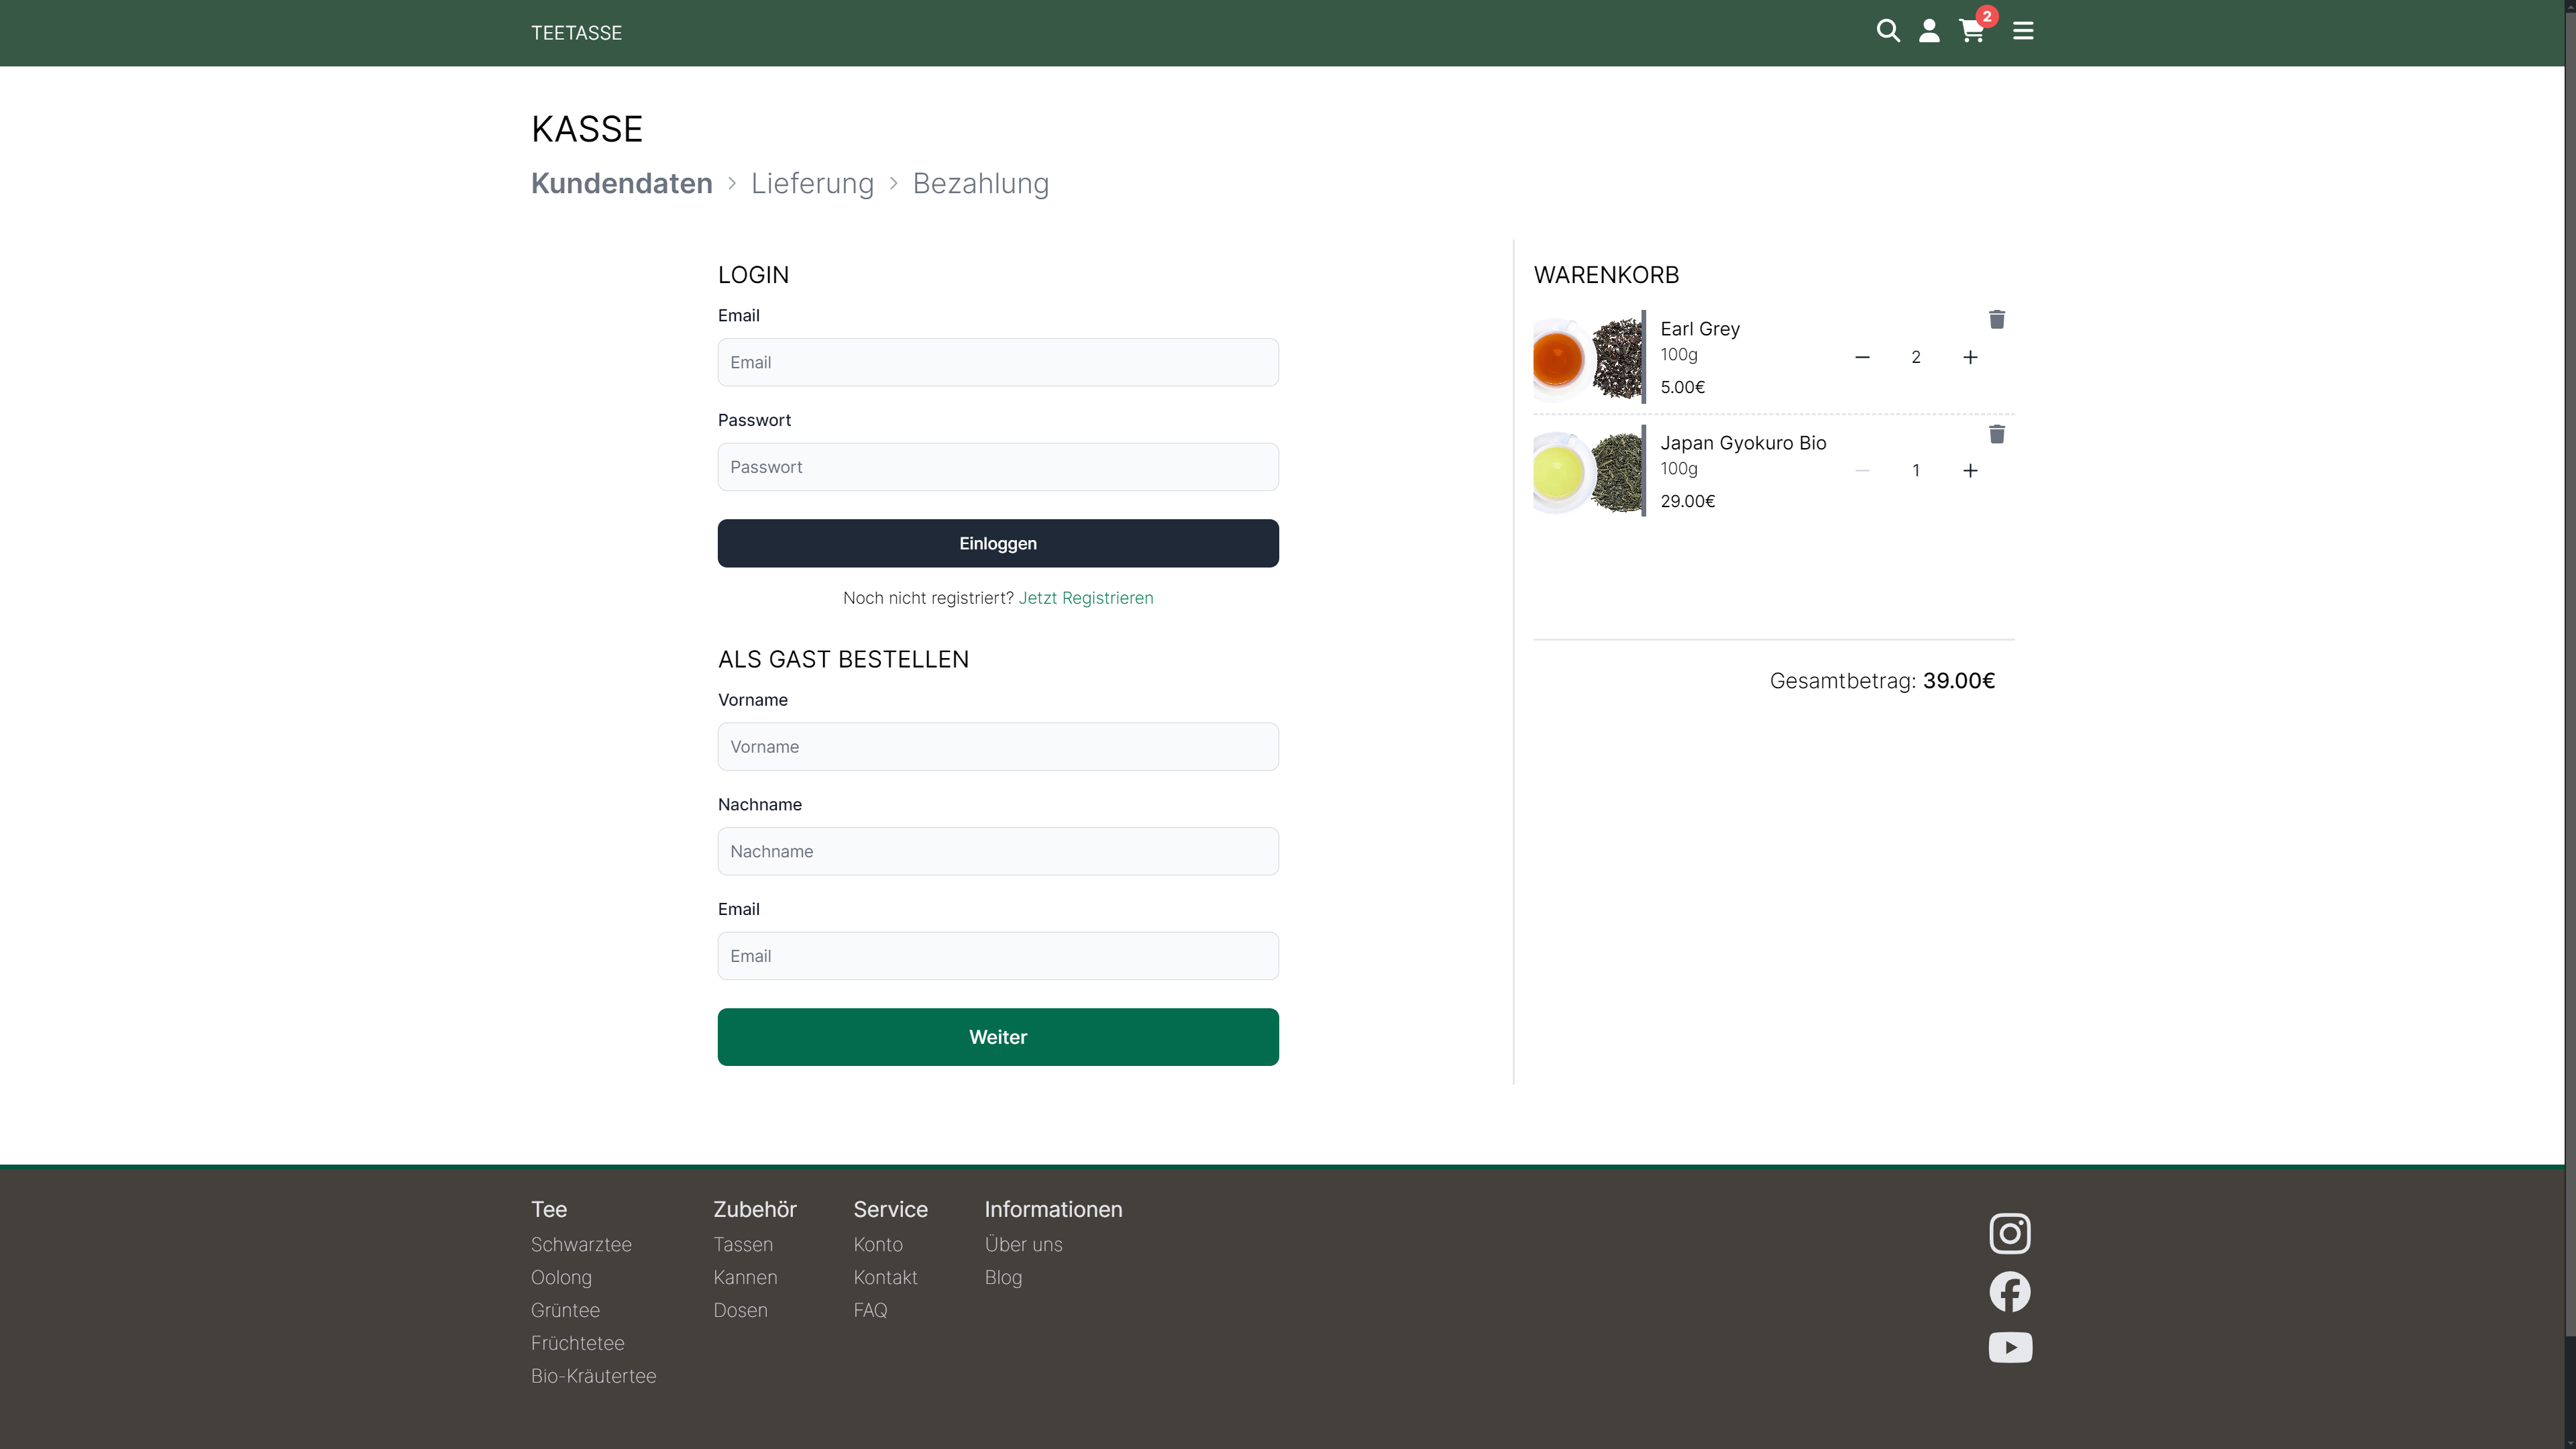 TEETASSE
2
KASSE
Kundendaten > Lieferung > Bezahlung
LOGIN
Email
Email
Passwort
Passwort
Einloggen
Noch nicht registriert? Jetzt Registrieren
ALS GAST BESTELLEN
Vorname
Vorname
Nachname
Nachname
Email
Email
Weiter
WARENKORB
Earl Grey
100g
5.00€
2
Japan Gyokuro Bio
100g
29.00€
1
Gesamtbetrag: 39.00€
Tee
Schwarztee
Oolong
Grüntee
Früchtetee
Bio-Kräutertee
Zubehör
Tassen
Kannen
Dosen
Service
Konto
Kontakt
FAQ
Informationen
Über uns
Blog